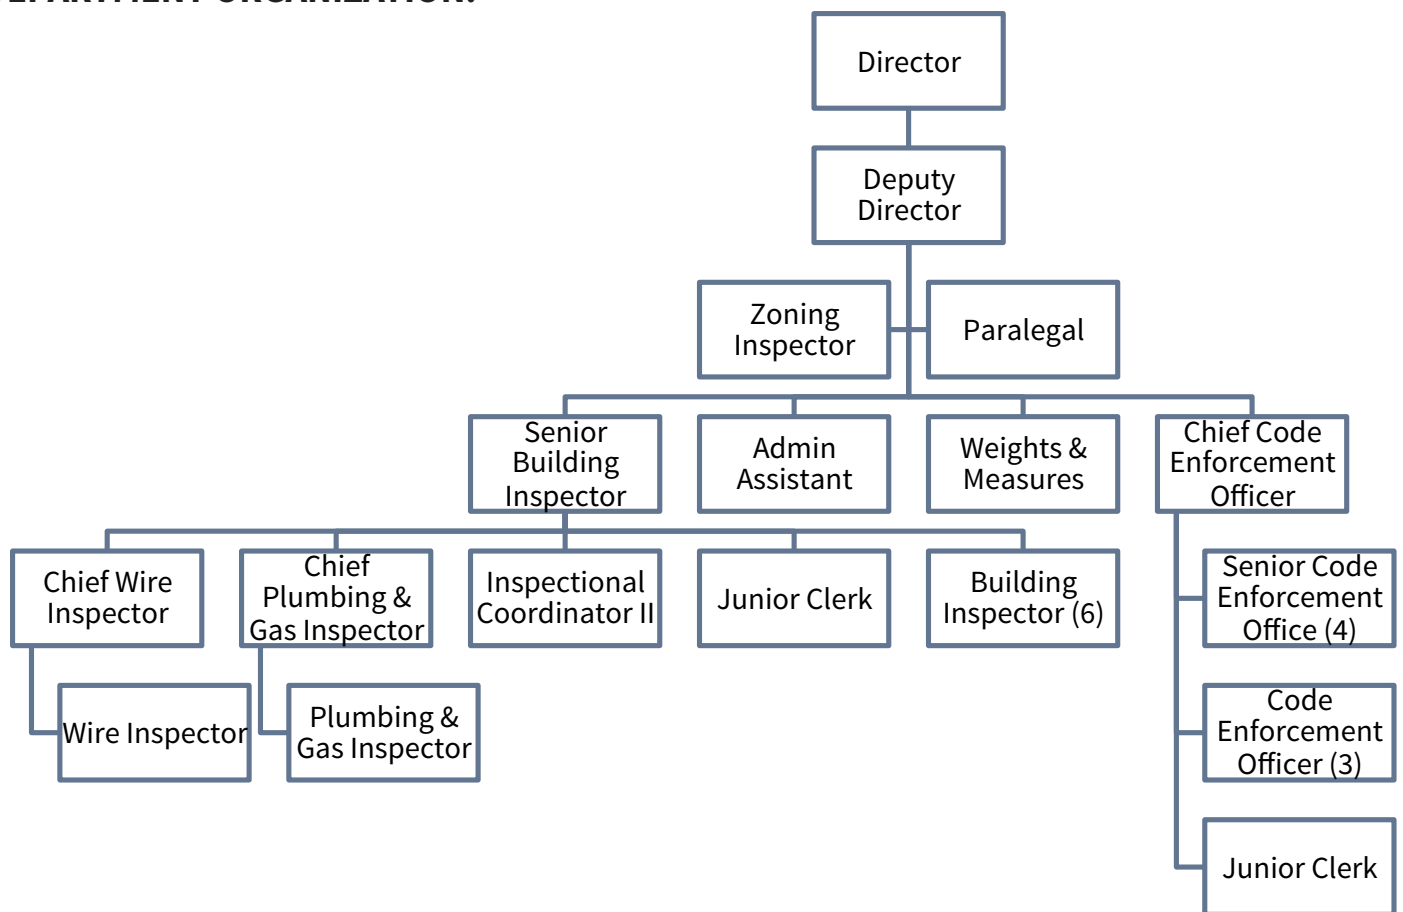 Director
Deputy
Director
Zoning
Inspector
Paralegal
Senior
Building
Inspector
Admin
Assistant
Weights &
Measures
Chief Code
Enforcement
Officer
Chief Wire
Inspector
Chief
Plumbing &
Gas Inspector
Inspectional
Coordinator II
Junior Clerk
Building
Inspector (6)
Senior Code
Enforcement
Office (4)
Wire Inspector
Plumbing &
Gas Inspector
Code
Enforcement
Officer (3)
Junior Clerk